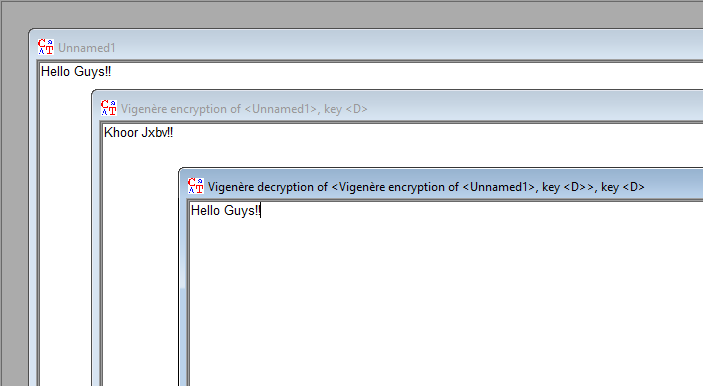 Unnamed1
Hello Guys!!
Vigenère encryption of <Unnamed1>, key <D>
Khoor Jxbv!!
Vigenère decryption of <Vigenère encryption of <Unnamed1>, key <D>>, key <D>
Hello Guys!!